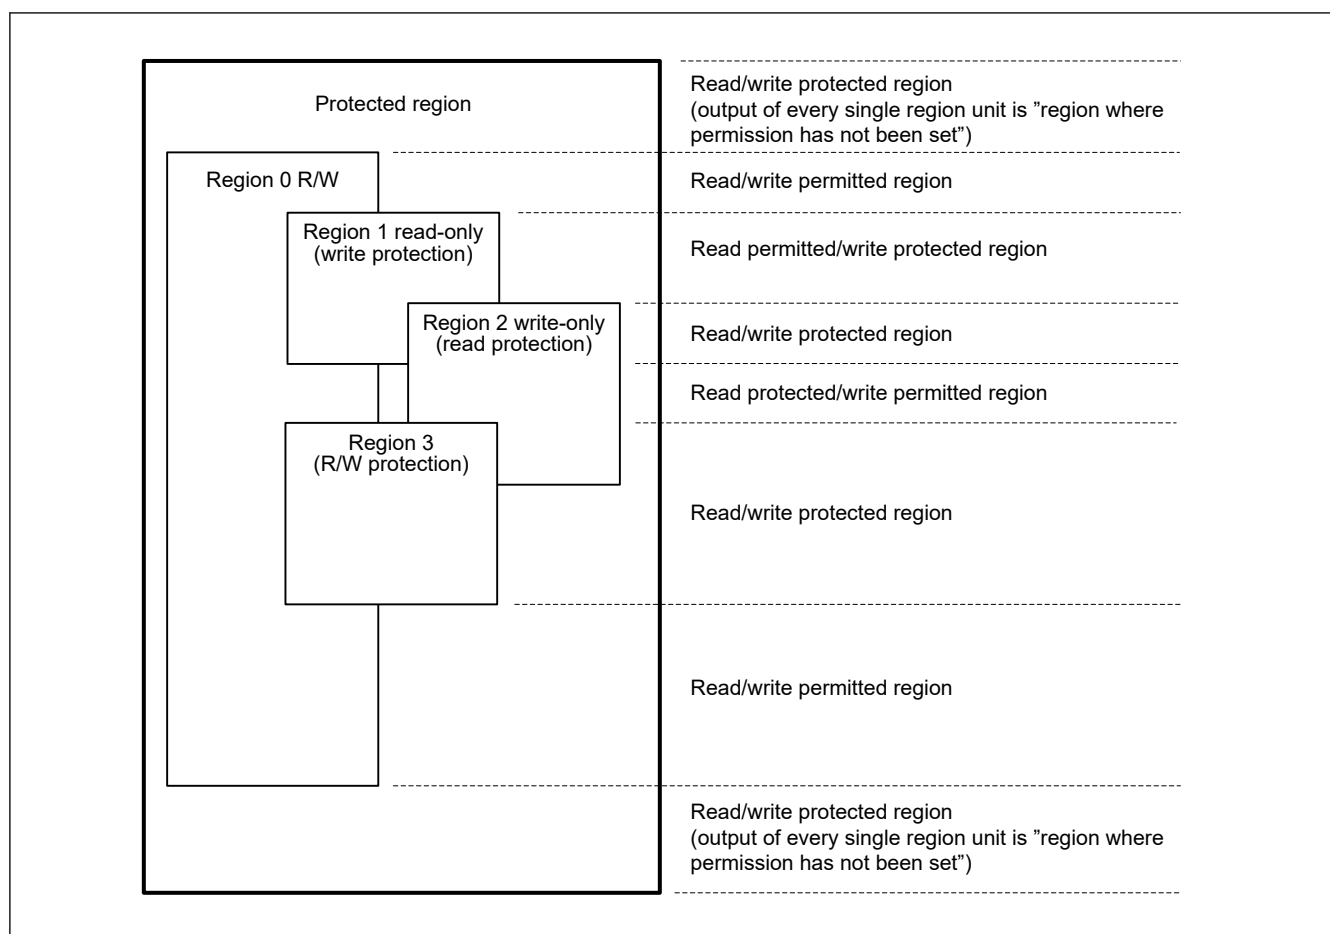 Protected region
Region 0 R/W
Region 1 read-only
(write protection)
Region 2 write-only
(read protection)
Region 3
(R/W protection)
Read/write protected region
(output of every single region unit is ”region where
permission has not been set”)
Read/write permitted region
Read permitted/write protected region
Read/write protected region
Read protected/write permitted region
Read/write protected region
Read/write permitted region
Read/write protected region
(output of every single region unit is ”region where
permission has not been set”)